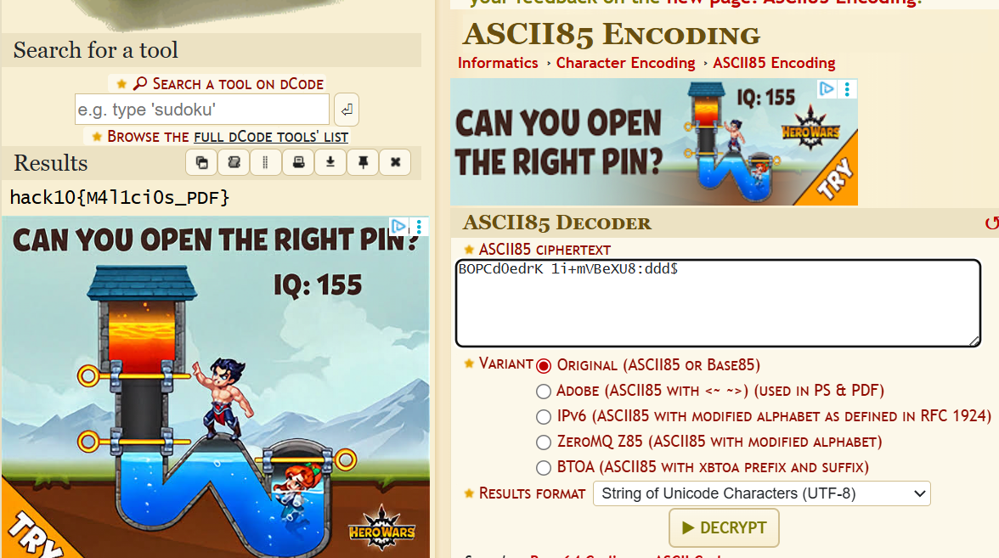 Search for a tool
SEARCH A TOOL ON DCODE
e.g. type 'sudoku'
BROWSE THE FULL DCODE TOOLS' LIST
Results
hack10{M4l1ci0s_PDF}
CAN YOU OPEN THE RIGHT PIN?
IQ: 155
TRY
HERO WARS
your feedback on the new page: ASCII85 Encoding!
ASCII85 ENCODING
Informatics › Character Encoding › ASCII85 Encoding
CAN YOU OPEN
THE RIGHT PIN?
IQ: 155
HERO WARS
TRY
ASCII85 DECODER
ASCII85 CIPHERTEXT
BOPCdOedrK 1i+mVBeXU8:ddd$
VARIANT ORIGINAL (ASCII85 OR BASE85)
ADOBE (ASCII85 WITH <~ ~>) (USED IN PS & PDF)
IPV6 (ASCII85 WITH MODIFIED ALPHABET AS DEFINED IN RFC 1924)
ZEROMQ Z85 (ASCII85 WITH MODIFIED ALPHABET)
BTOA (ASCII85 WITH XBTOA PREFIX AND SUFFIX)
RESULTS FORMAT String of Unicode Characters (UTF-8)
▶ DECRYPT